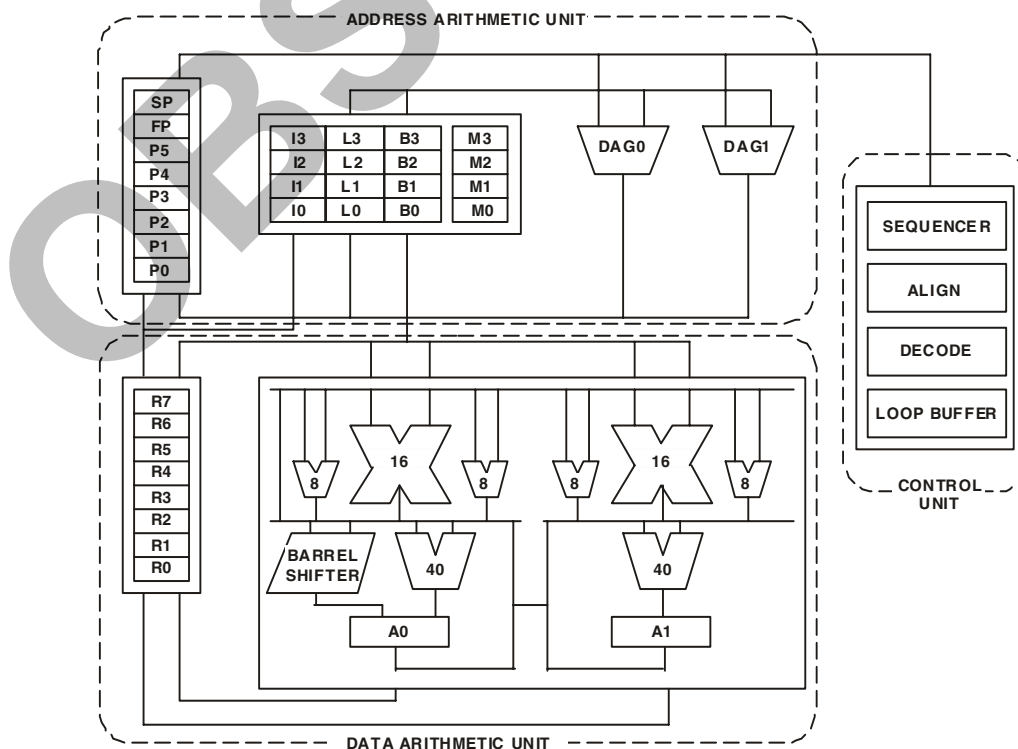 ADDRESS ARITHMETIC UNIT
SP
FP
P5
P4
P3
P2
P1
P0
I3 L3 B3 M3
I2 L2 B2 M2
I1 L1 B1 M1
I0 L0 B0 M0
DAG0
DAG1
SEQUENCER
ALIGN
DECODE
LOOP BUFFER
CONTROL
UNIT
R7
R6
R5
R4
R3
R2
R1
R0
8
16
8
8
16
8
BARREL
SHIFTER
40
40
A0
A1
DATA ARITHMETIC UNIT
OBS